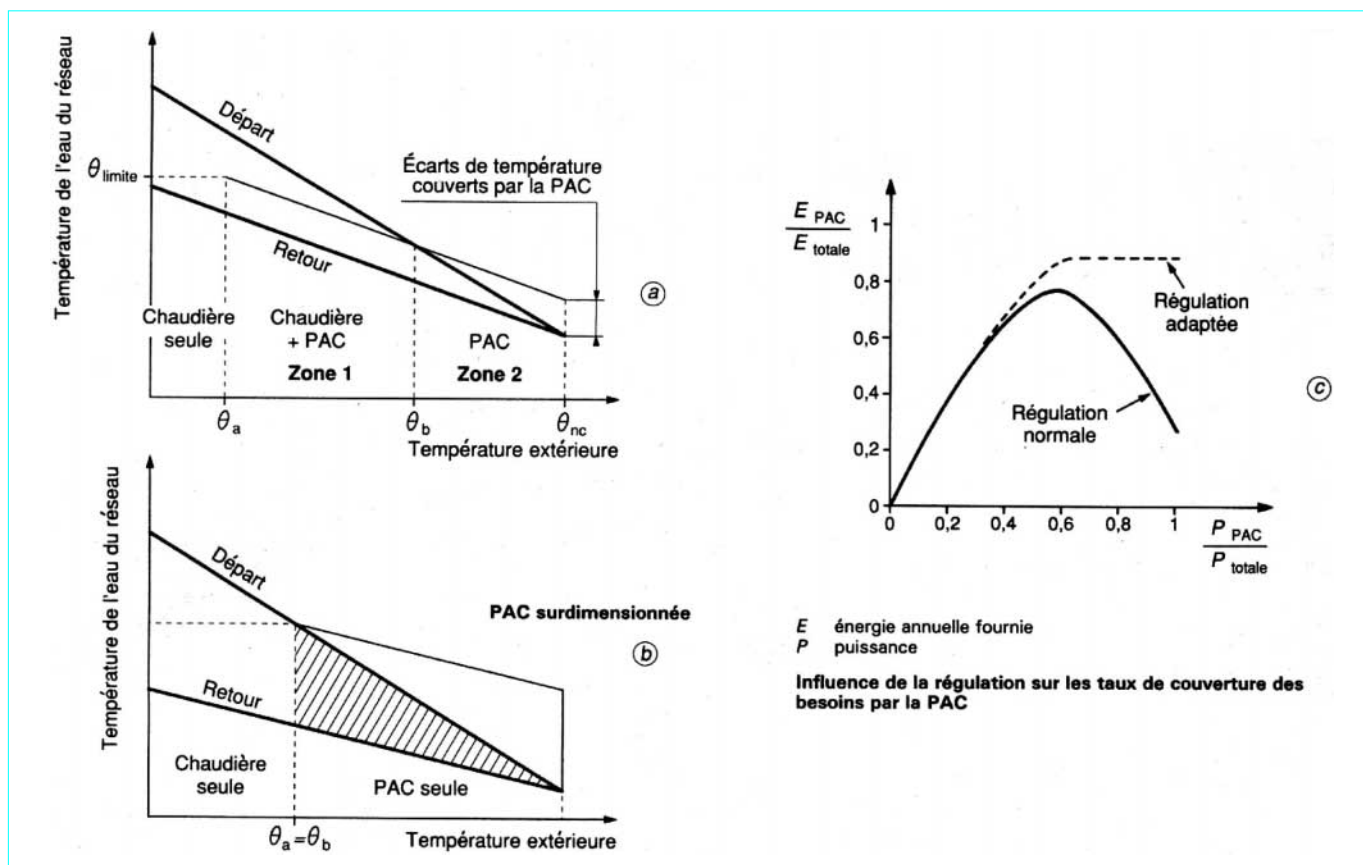 Température de l'eau du réseau
θ limite
Départ
Retour
Écarts de température
couverts par la PAC
Chaudière
seule
Chaudière
+ PAC
Zone 1
PAC
Zone 2
a
θa
θb
θnc
Température extérieure
Température de l'eau du réseau
Départ
Retour
PAC surdimensionnée
b
Chaudière
seule
PAC seule
θa=θb
Température extérieure
E PAC
E totale
1
0,8
0,6
0,4
0,2
0
0 0,2 0,4 0,6 0,8 1
P PAC
P totale
Régulation
adaptée
Régulation
normale
c
E énergie annuelle fournie
P puissance
Influence de la régulation sur les taux de couverture des
besoins par la PAC